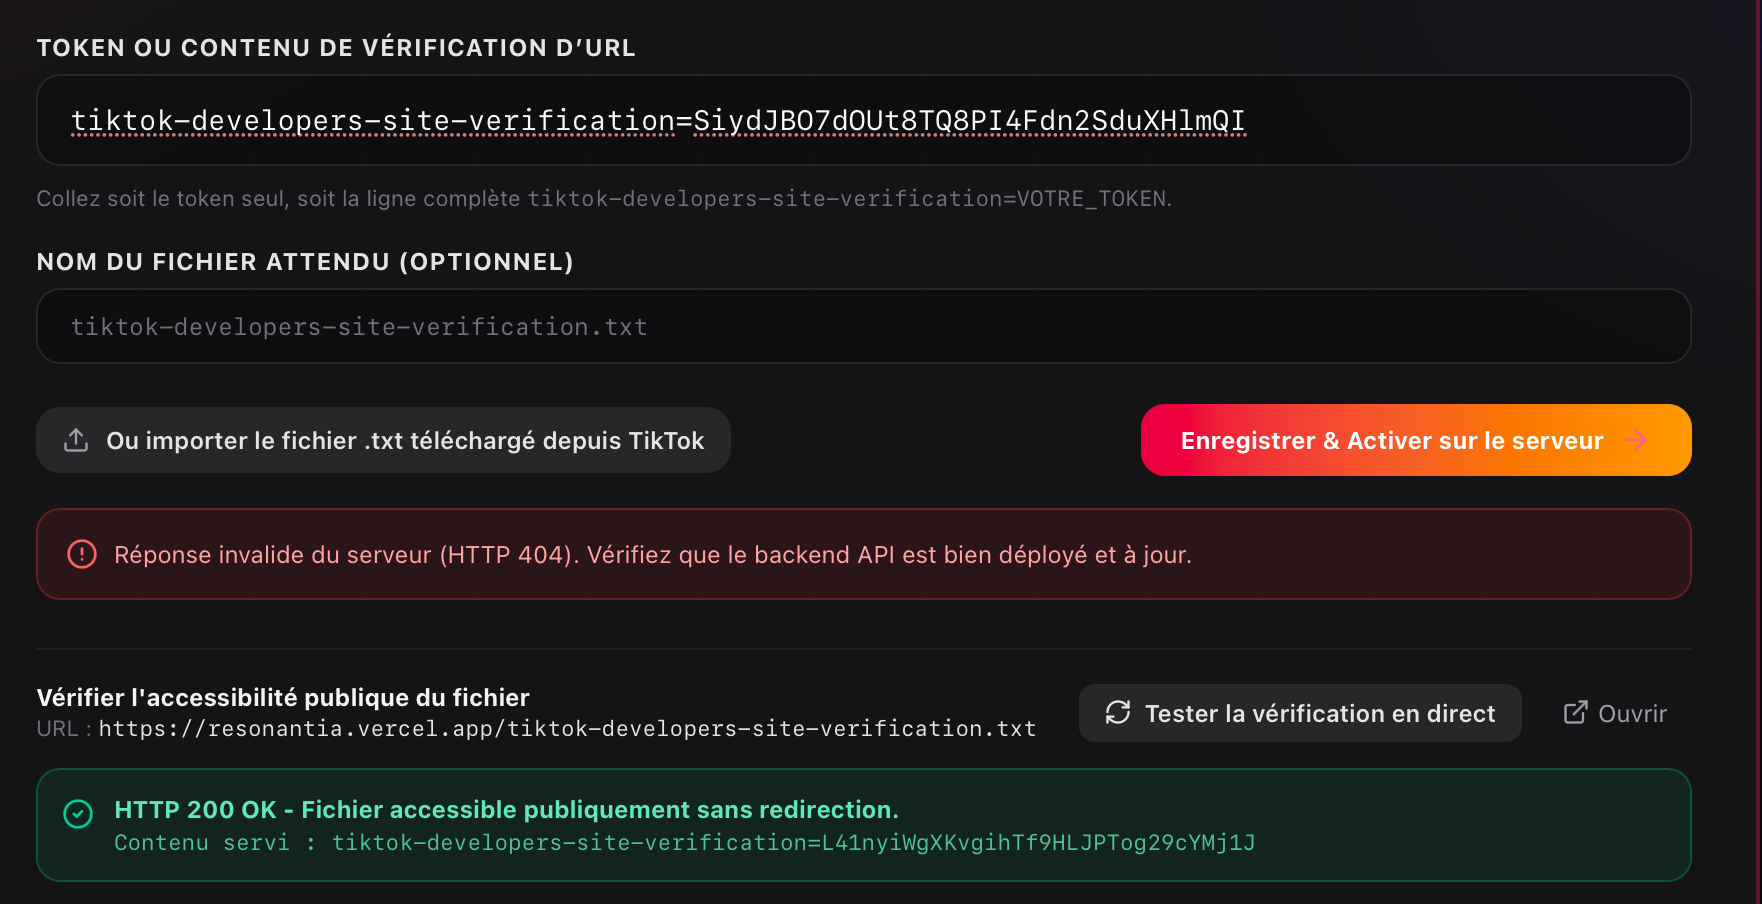 TOKEN OU CONTENU DE VÉRIFICATION D’URL
tiktok-developers-site-verification=SiydJBO7dOUt8TQ8PI4Fdn2SduXHlmQI
Collez soit le token seul, soit la ligne complète tiktok-developers-site-verification=VOTRE_TOKEN.
NOM DU FICHIER ATTENDU (OPTIONNEL)
tiktok-developers-site-verification.txt
Ou importer le fichier .txt téléchargé depuis TikTok
Enregistrer & Activer sur le serveur →
Réponse invalide du serveur (HTTP 404). Vérifiez que le backend API est bien déployé et à jour.
Vérifier l'accessibilité publique du fichier
URL : https://resonantia.vercel.app/tiktok-developers-site-verification.txt
Tester la vérification en direct
Ouvrir
HTTP 200 OK - Fichier accessible publiquement sans redirection.
Contenu servi : tiktok-developers-site-verification=L41nyiWgXKvgihTf9HLJPTog29cYMj1J